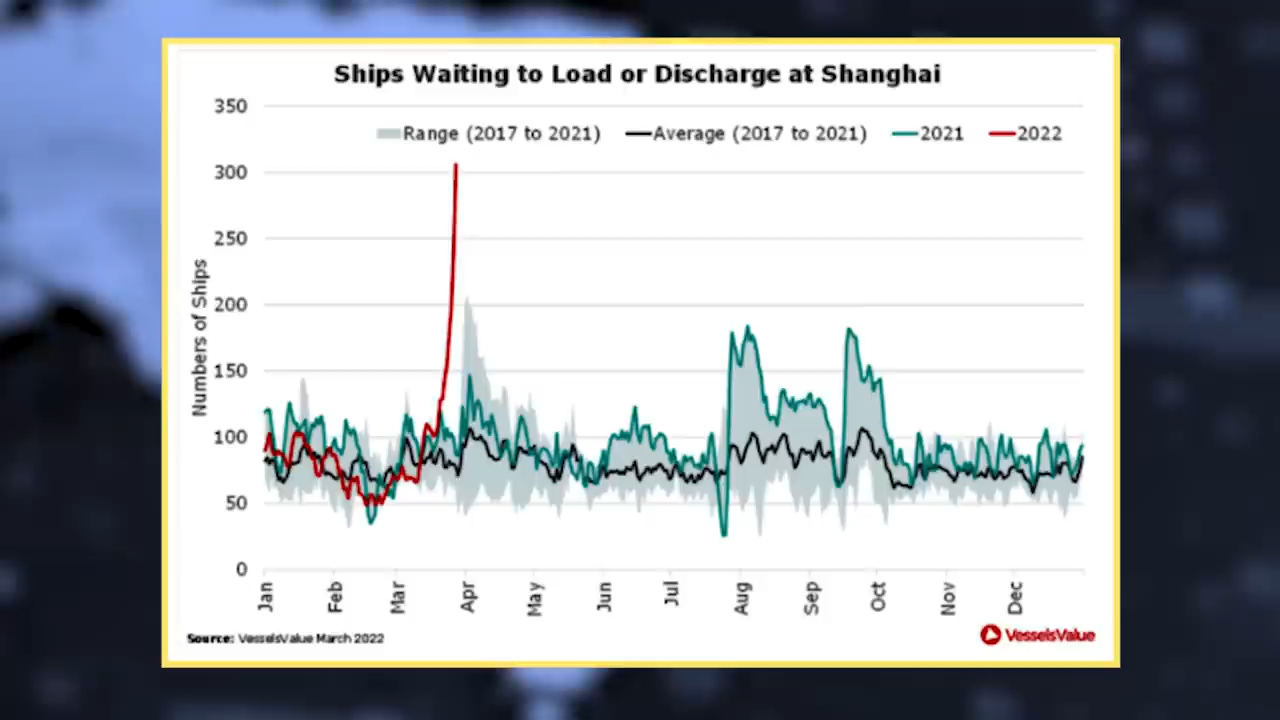 Ships Waiting to Load or Discharge at Shanghai
350
Range (2017 to 2021) Average (2017 to 2021) 2021 2022
300
250
200
150
100
50
0
Numbers of Ships
Jan Feb Mar Apr May Jun Jul Aug Sep Oct Nov Dec
Source: VesselsValue March 2022
VesselsValue